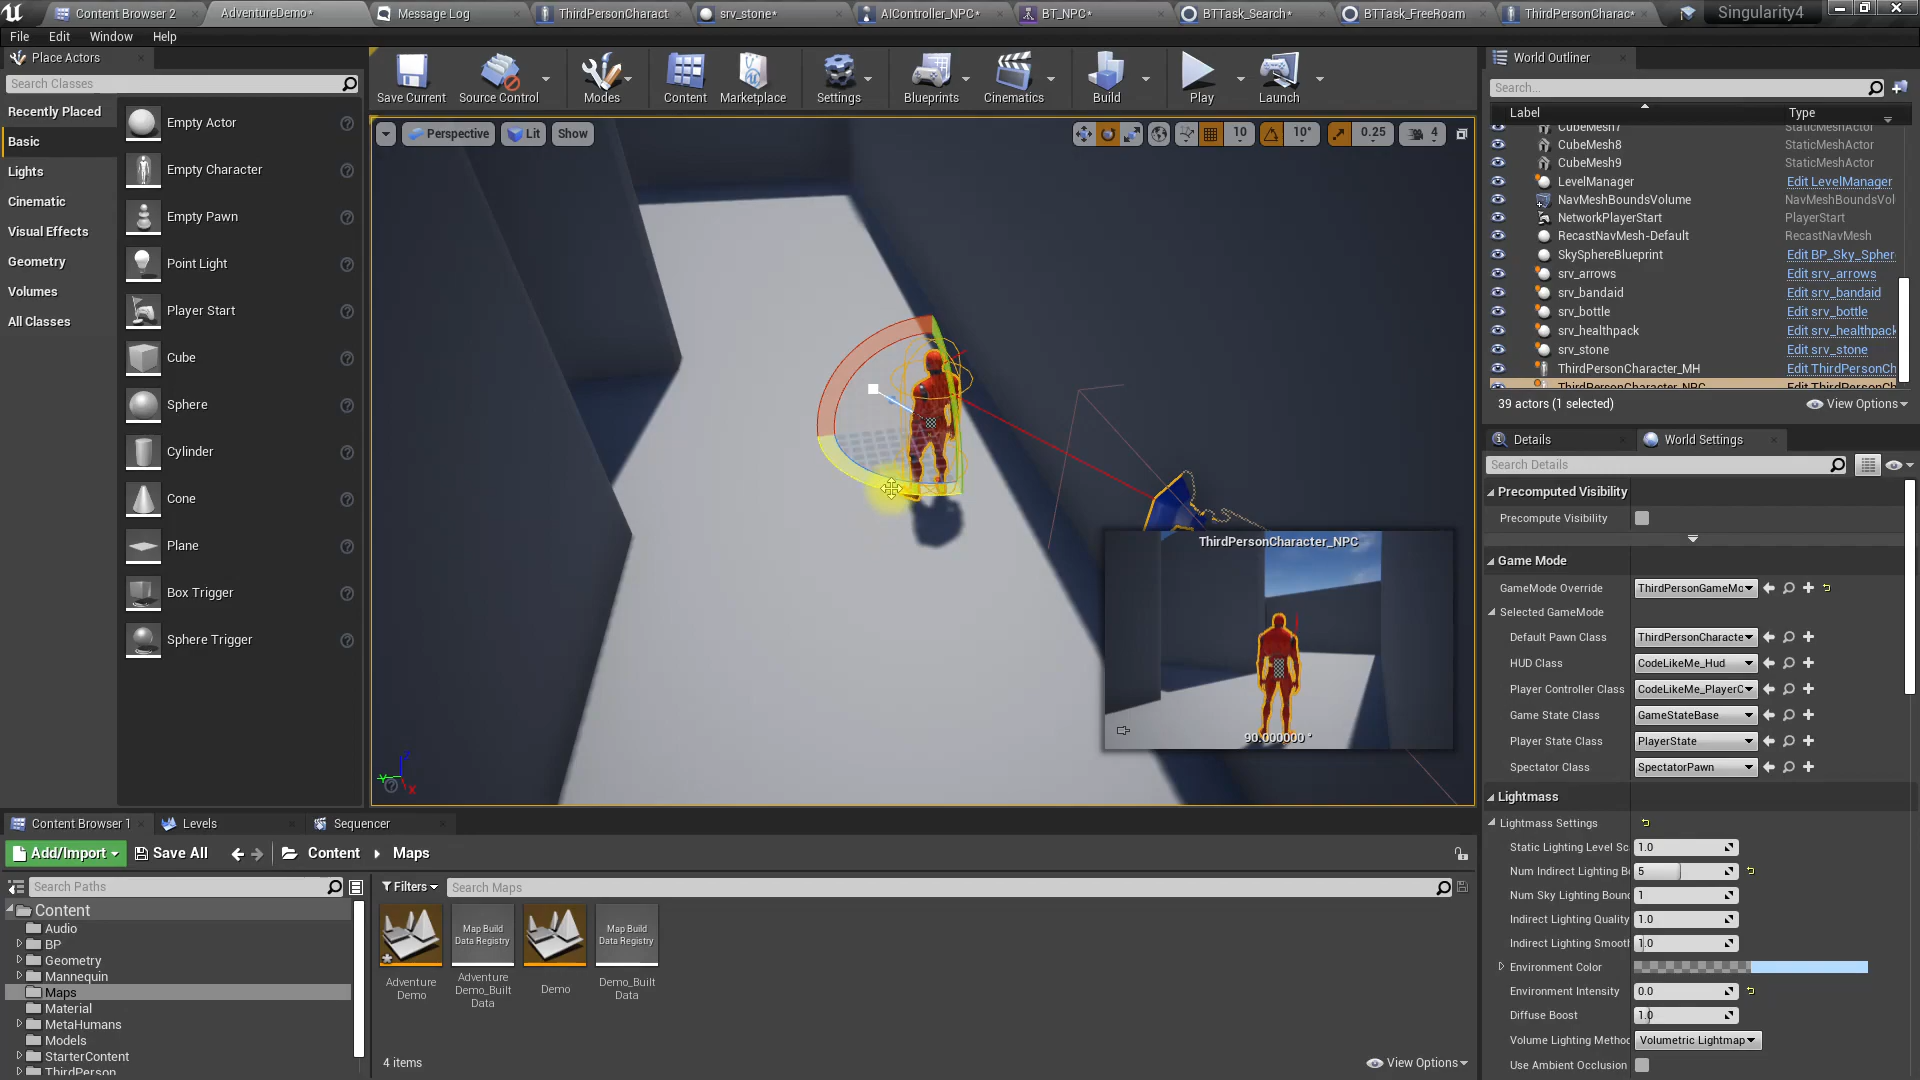 Content Browser 2
AdventureDemo*
Message Log
ThirdPersonCharact
srv_stone*
AIController_NPC*
BT_NPC*
BTTask_Search*
BTTask_FreeRoam
ThirdPersonCharac*
Singularity4
File
Edit
Window
Help
Place Actors
Search Classes
Recently Placed
Basic
Lights
Cinematic
Visual Effects
Geometry
Volumes
All Classes
Empty Actor
Empty Character
Empty Pawn
Point Light
Player Start
Cube
Sphere
Cylinder
Cone
Plane
Box Trigger
Sphere Trigger
Save Current
Source Control
Modes
Content
Marketplace
Settings
Blueprints
Cinematics
Build
Play
Launch
Perspective
Lit
Show
10
10°
0.25
4
ThirdPersonCharacter_NPC
90.000000 °
World Outliner
Search...
Label
Type
CubeMesh7
StaticMeshActor
CubeMesh8
StaticMeshActor
CubeMesh9
StaticMeshActor
LevelManager
Edit LevelManager
NavMeshBoundsVolume
NavMeshBoundsVol
NetworkPlayerStart
PlayerStart
RecastNavMesh-Default
RecastNavMesh
SkySphereBlueprint
Edit BP_Sky_Spher
srv_arrows
Edit srv_arrows
srv_bandaid
Edit srv_bandaid
srv_bottle
Edit srv_bottle
srv_healthpack
Edit srv_healthpack
srv_stone
Edit srv_stone
ThirdPersonCharacter_MH
Edit ThirdPersonCh
ThirdPersonCharacter_NPC
Edit ThirdPersonCh
39 actors (1 selected)
View Options
Details
World Settings
Search Details
Precomputed Visibility
Precompute Visibility
Game Mode
GameMode Override
ThirdPersonGameMo
Selected GameMode
Default Pawn Class
ThirdPersonCharacte
HUD Class
CodeLikeMe_Hud
Player Controller Class
CodeLikeMe_PlayerC
Game State Class
GameStateBase
Player State Class
PlayerState
Spectator Class
SpectatorPawn
Lightmass
Lightmass Settings
Static Lighting Level Sc
1.0
Num Indirect Lighting B
5
Num Sky Lighting Boun
1
Indirect Lighting Quality
1.0
Indirect Lighting Smoot
1.0
Environment Color
Environment Intensity
0.0
Diffuse Boost
1.0
Volume Lighting Metho
Volumetric Lightmap
Use Ambient Occlusion
Content Browser 1
Levels
Sequencer
Add/Import
Save All
Content
Maps
Search Paths
Filters
Search Maps
Content
Audio
BP
Geometry
Mannequin
Maps
Material
MetaHumans
Models
StarterContent
ThirdPerson
Adventure
Demo
Map Build
Data Registry
Adventure
Demo_Built
Data
Demo
Map Build
Data Registry
Demo_Built
Data
4 items
View Options